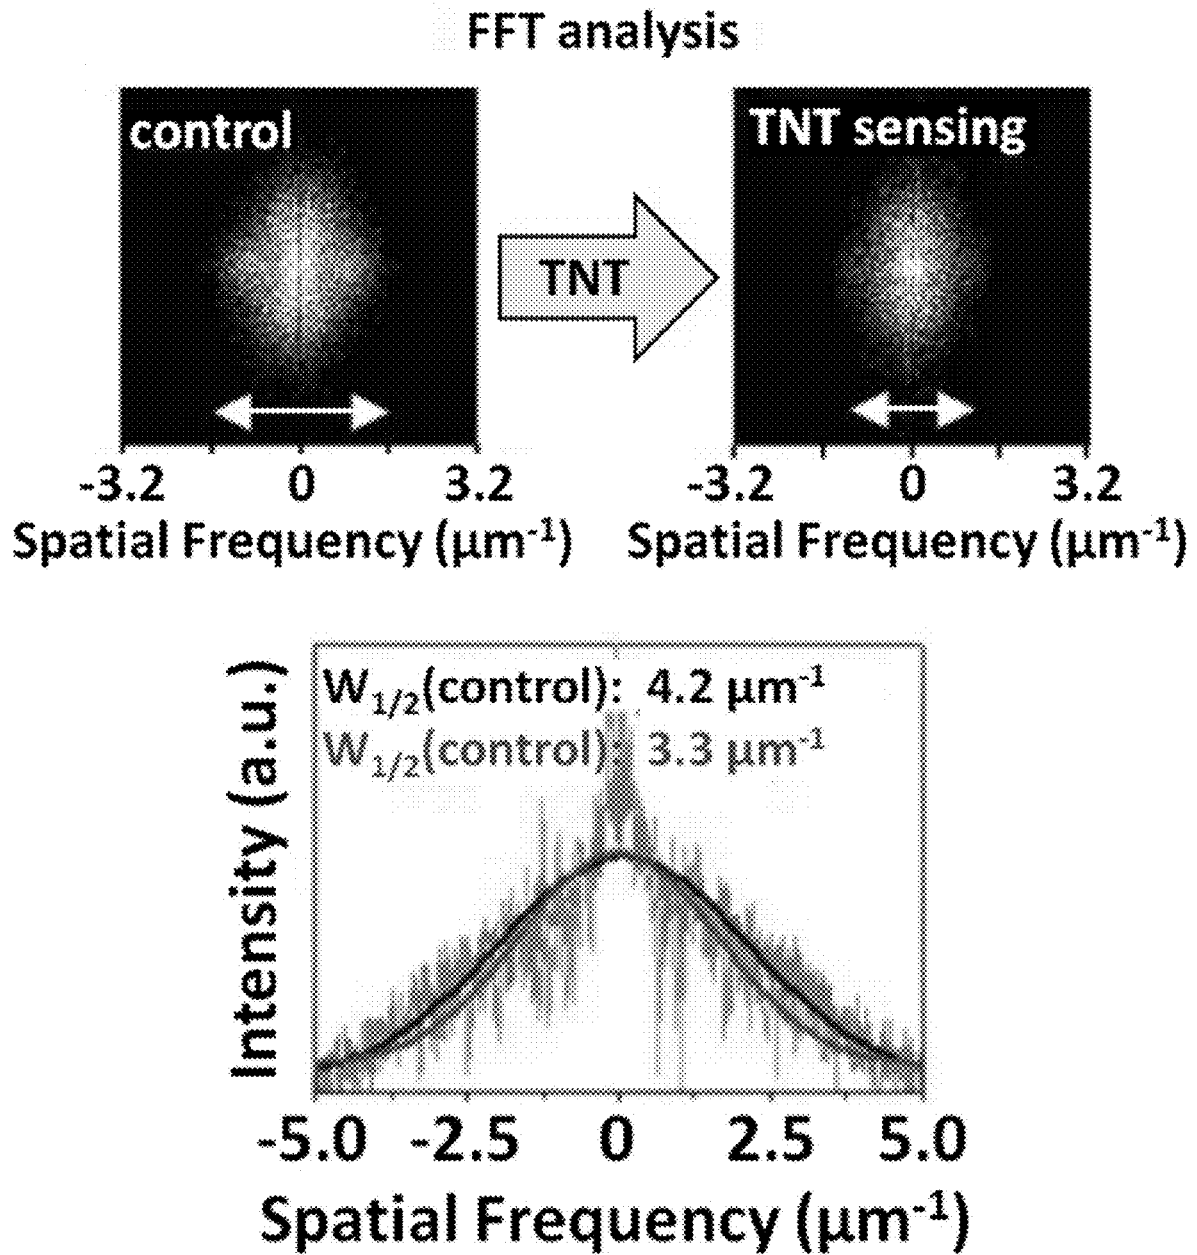 FFT analysis
control
TNT sensing
TNT
-3.2 0 3.2
-3.2 0 3.2
Spatial Frequency (μm-1)
Spatial Frequency (μm-1)
W1/2(control): 4.2 μm-1
W1/2(control): 3.3 μm-1
Intensity (a.u.)
-5.0 -2.5 0 2.5 5.0
Spatial Frequency (μm-1)